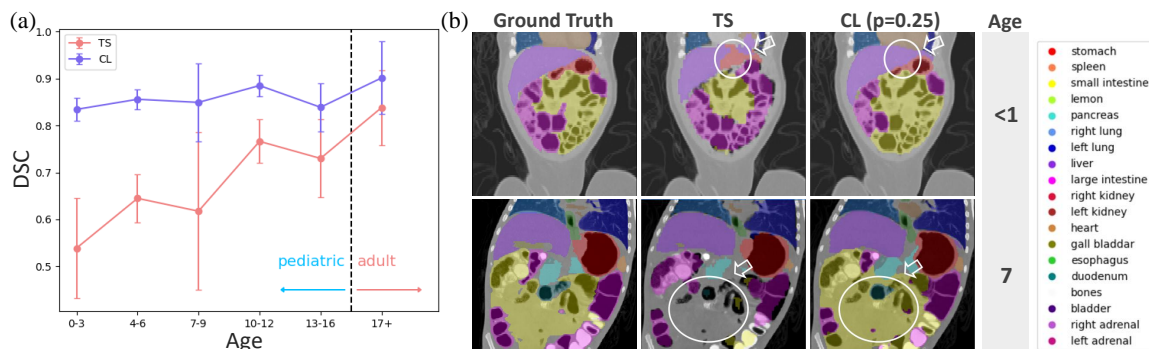 (a)
1.0
0.9
0.8
0.7
0.6
0.5
DSC
TS
CL
pediatric
adult
0-3
4-6
7-9
10-12
13-16
17+
Age
(b)
Ground Truth
TS
CL (p=0.25)
Age
<1
7
stomach
spleen
small intestine
lemon
pancreas
right lung
left lung
liver
large intestine
right kidney
left kidney
heart
gall bladdar
esophagus
duodenum
bones
bladder
right adrenal
left adrenal